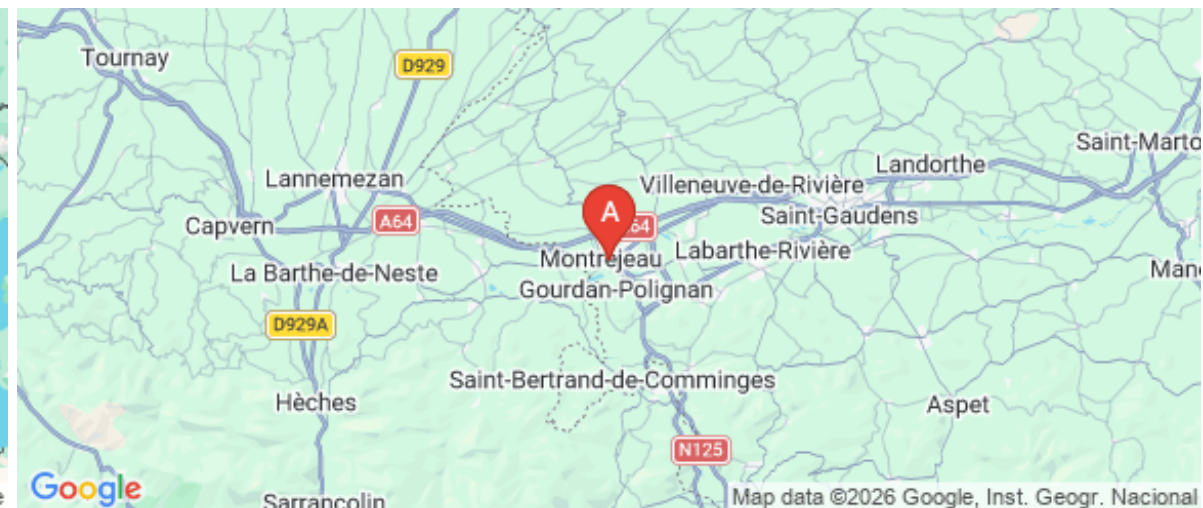 Tournay
D929
Saint-Marto
Landorthe
Lannemezan
Villeneuve-de-Rivière
A
A64
Saint-Gaudens
Capvern
64
Montréjeau
Labarthe-Rivière
La Barthe-de-Neste
Man
Gourdan-Polignan
D929A
Saint-Bertrand-de-Comminges
Hèches
Aspet
N125
Google
Sarrancolin
Map data ©2026 Google, Inst. Geogr. Nacional